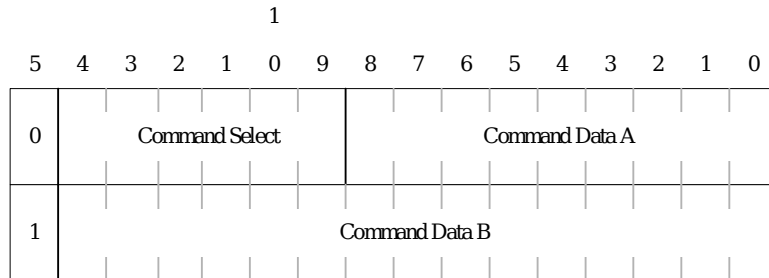 1
5 4 3 2 1 0 9 8 7 6 5 4 3 2 1 0
0 Command Select Command Data A
1 Command Data B